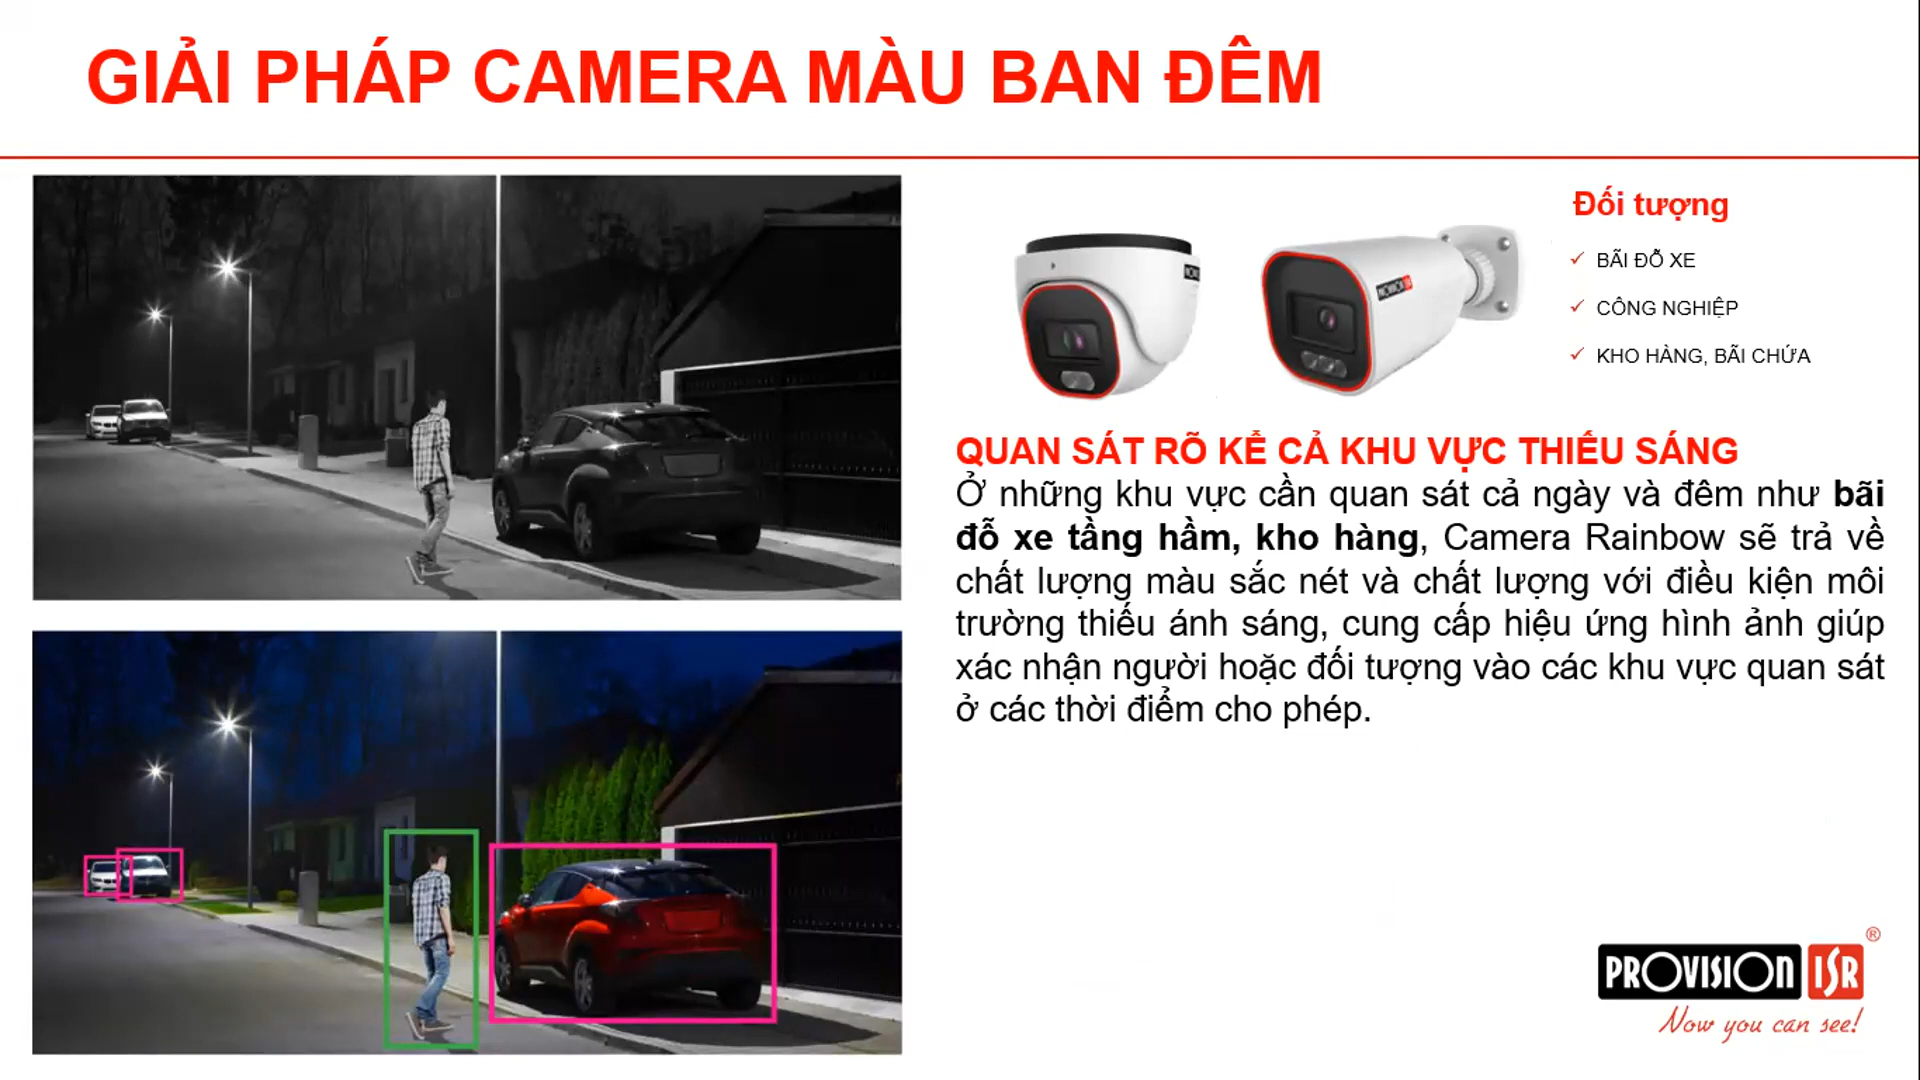 GIẢI PHÁP CAMERA MÀU BAN ĐÊM
Đối tượng
BÃI ĐỖ XE
CÔNG NGHIỆP
KHO HÀNG, BÃI CHỨA
QUAN SÁT RÕ KỂ CẢ KHU VỰC THIẾU SÁNG
Ở những khu vực cần quan sát cả ngày và đêm như bãi
đỗ xe tầng hầm, kho hàng, Camera Rainbow sẽ trả về
chất lượng màu sắc nét và chất lượng với điều kiện môi
trường thiếu ánh sáng, cung cấp hiệu ứng hình ảnh giúp
xác nhận người hoặc đối tượng vào các khu vực quan sát
ở các thời điểm cho phép.
PROVISION ISR ®
Now you can see!